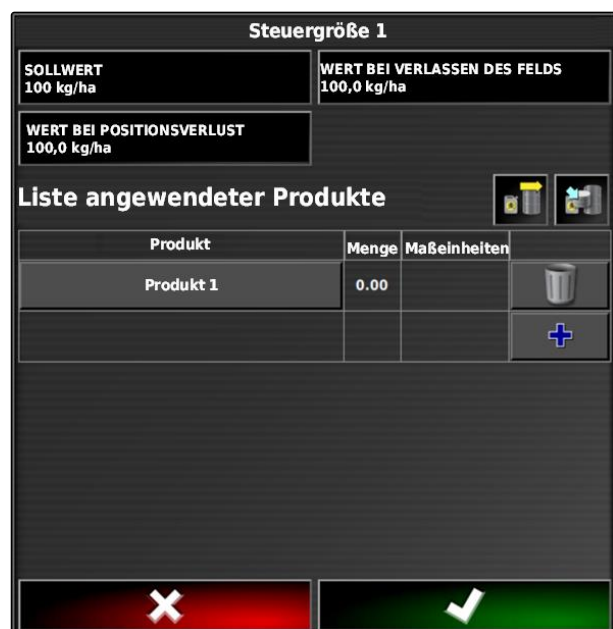 Steuergröße 1
SOLLWERT
100 kg/ha
WERT BEI VERLASSEN DES FELDS
100,0 kg/ha
WERT BEI POSITIONSVERLUST
100,0 kg/ha
Liste angewendeter Produkte
Produkt Menge Maßeinheiten
Produkt 1 0.00